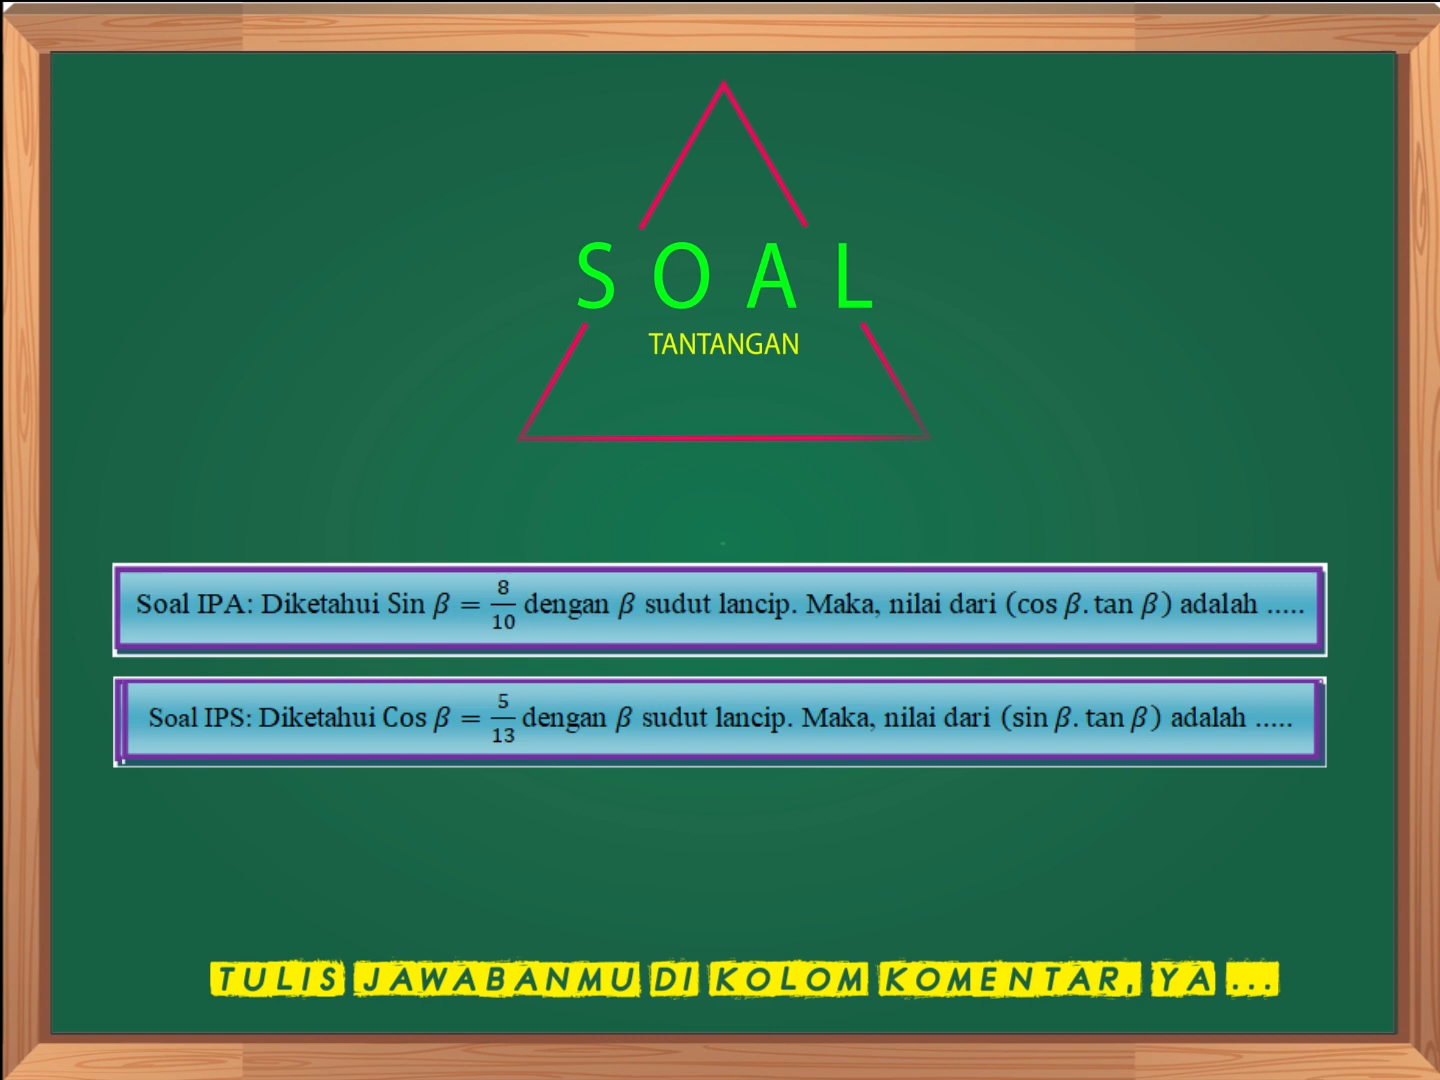 SOAL
TANTANGAN
Soal IPA: Diketahui Sin β = 8/10 dengan β sudut lancip. Maka, nilai dari (cos β. tan β) adalah .....
Soal IPS: Diketahui Cos β = 5/13 dengan β sudut lancip. Maka, nilai dari (sin β. tan β) adalah .....
TULIS JAWABANMU DI KOLOM KOMENTAR, YA ...